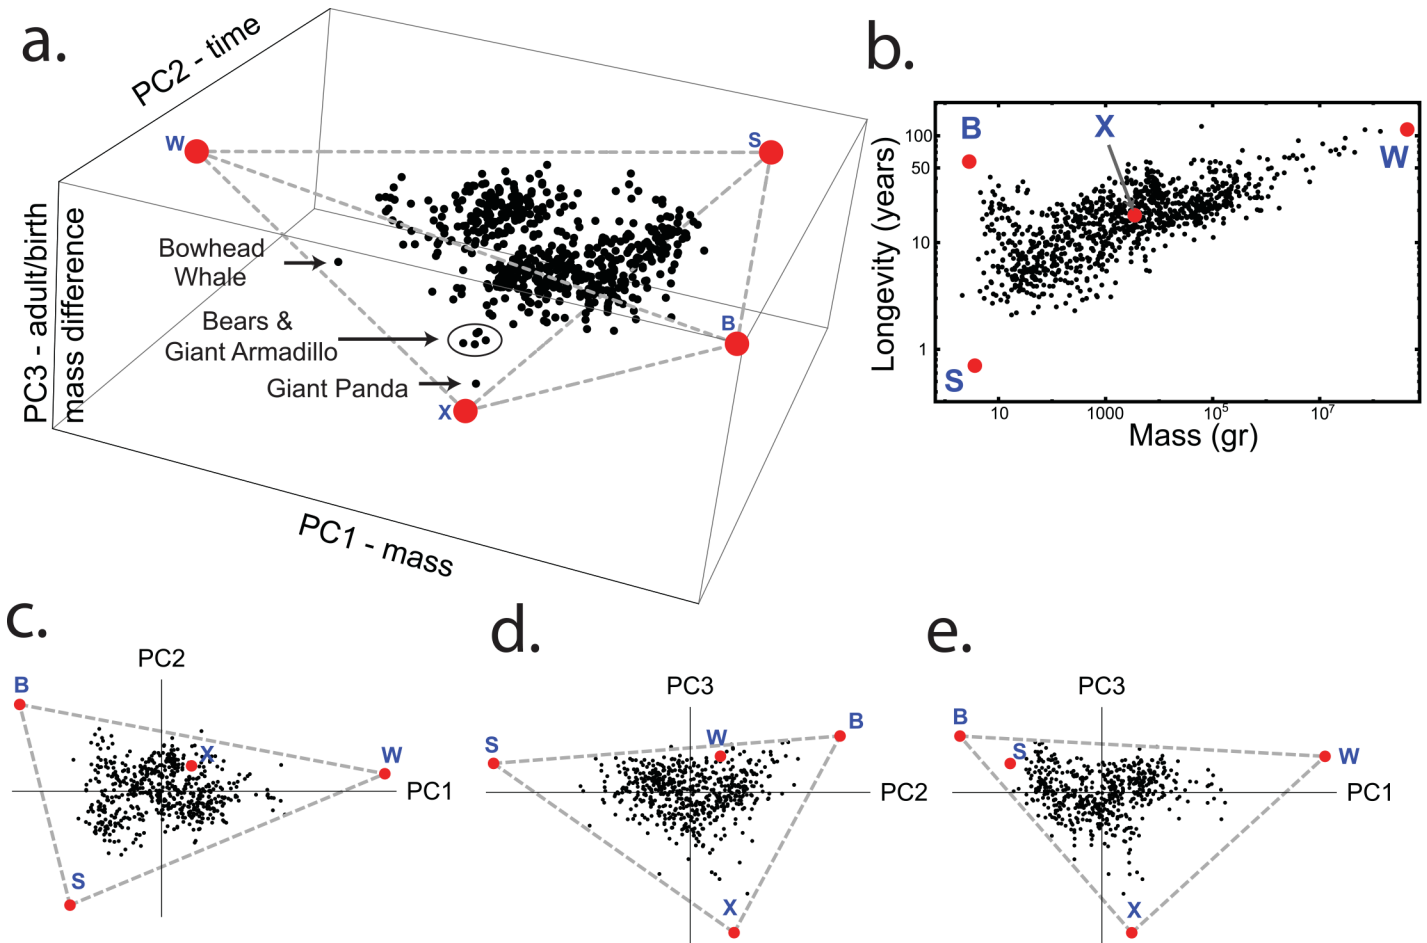 a.
PC2 - time
W
S
PC3 - adult/birth
mass difference
Bowhead
Whale
Bears &
Giant Armadillo
Giant Panda
B
X
PC1 - mass
b.
Longevity (years)
100
50
10
1
B
X
W
S
10
1000
10⁵
10⁷
Mass (gr)
c.
PC2
B
X
W
PC1
S
d.
PC3
S
W
B
PC2
X
e.
PC3
B
S
W
PC1
X